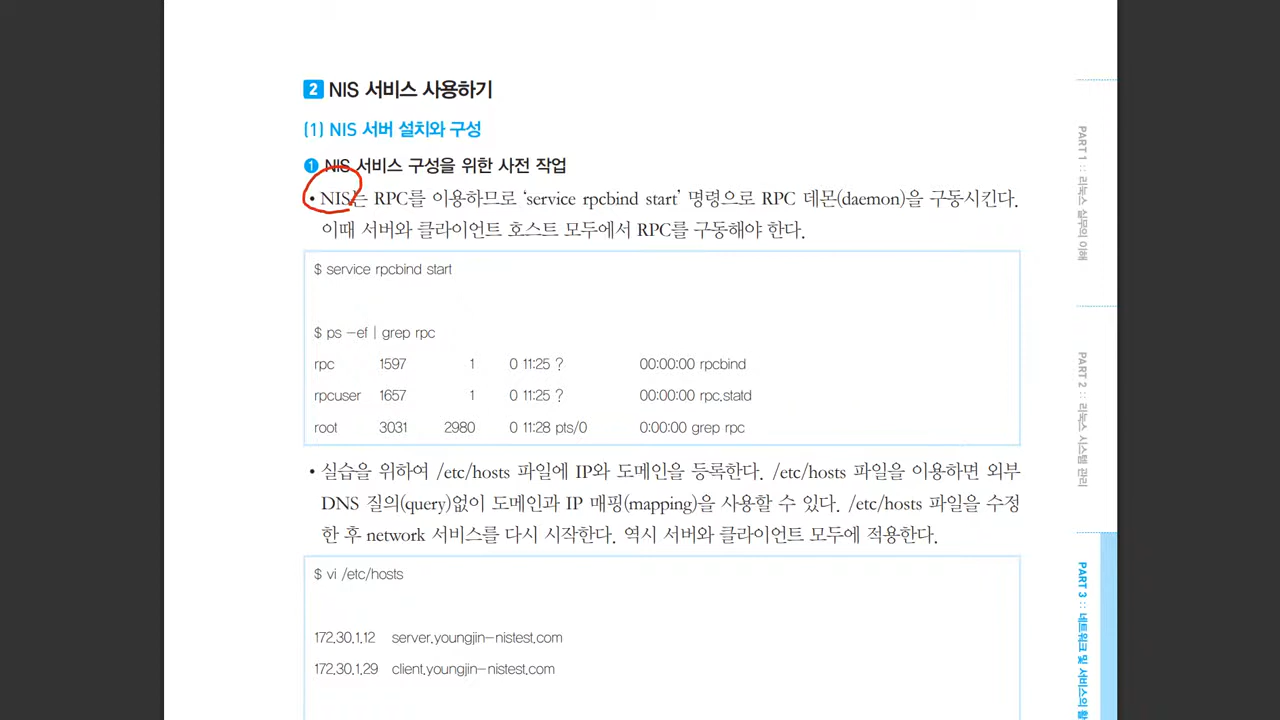 2 NIS 서비스 사용하기
(1) NIS 서버 설치와 구성
1 NIS 서비스 구성을 위한 사전 작업
• NIS는 RPC를 이용하므로 ‘service rpcbind start’ 명령으로 RPC 데몬(daemon)을 구동시킨다.
이때 서버와 클라이언트 호스트 모두에서 RPC를 구동해야 한다.
$ service rpcbind start
$ ps -ef | grep rpc
rpc 1597 1 0 11:25 ? 00:00:00 rpcbind
rpcuser 1657 1 0 11:25 ? 00:00:00 rpc.statd
root 3031 2980 0 11:28 pts/0 0:00:00 grep rpc
• 실습을 위하여 /etc/hosts 파일에 IP와 도메인을 등록한다. /etc/hosts 파일을 이용하면 외부
DNS 질의(query)없이 도메인과 IP 매핑(mapping)을 사용할 수 있다. /etc/hosts 파일을 수정
한 후 network 서비스를 다시 시작한다. 역시 서버와 클라이언트 모두에 적용한다.
$ vi /etc/hosts
172.30.1.12 server.youngjin-nistest.com
172.30.1.29 client.youngjin-nistest.com
PART 1 :: 리눅스 실무의 이해
PART 2 :: 리눅스 시스템 관리
PART 3 :: 네트워크 및 서비스의 활